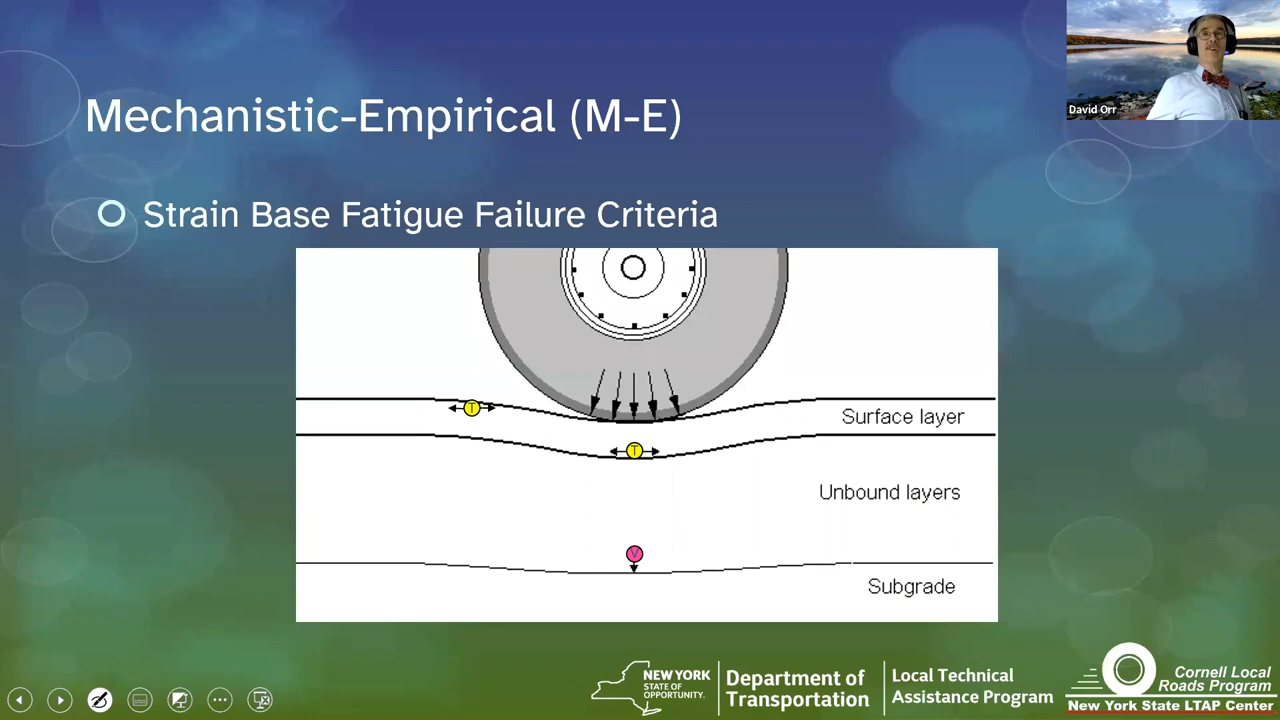 David Orr
Mechanistic-Empirical (M-E)
Strain Base Fatigue Failure Criteria
T
Surface layer
T
Unbound layers
V
Subgrade
NEW YORK
STATE OF
OPPORTUNITY.
Department of
Transportation
Local Technical
Assistance Program
Cornell Local
Roads Program
New York State LTAP Center